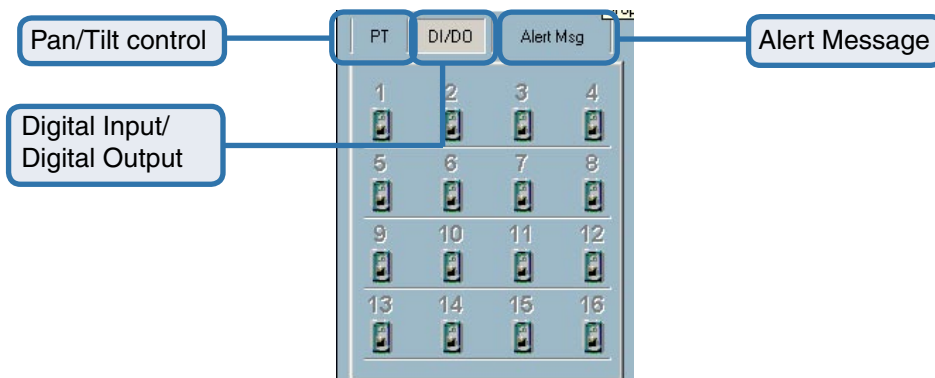 Pan/Tilt control
PT
DI/DO
Alert Msg
Alert Message
Digital Input/
Digital Output
1 2 3 4
5 6 7 8
9 10 11 12
13 14 15 16